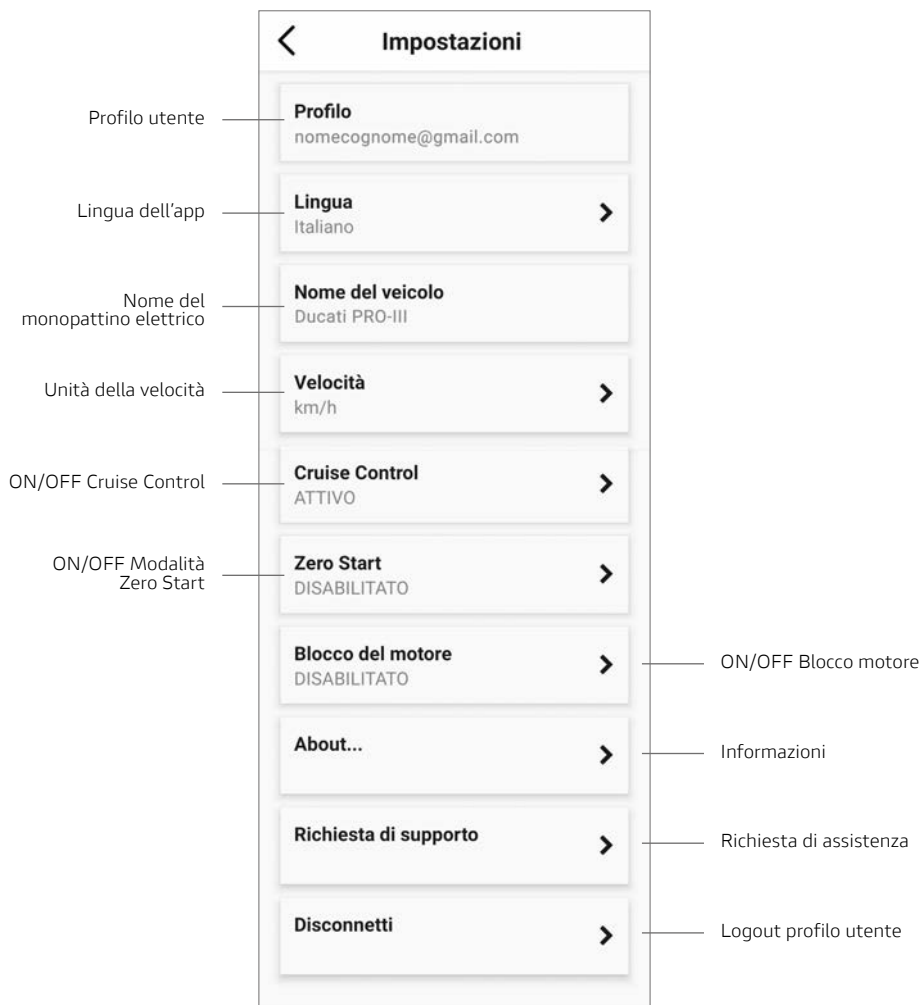 Impostazioni
Profilo utente
Profilo
nomecognome@gmail.com
Lingua dell'app
Lingua
Italiano
Nome del
monopattino elettrico
Nome del veicolo
Ducati PRO-III
Unità della velocità
Velocità
km/h
ON/OFF Cruise Control
Cruise Control
ATTIVO
ON/OFF Modalità
Zero Start
Zero Start
DISABILITATO
Blocco del motore
DISABILITATO
ON/OFF Blocco motore
About...
Informazioni
Richiesta di supporto
Richiesta di assistenza
Disconnetti
Logout profilo utente